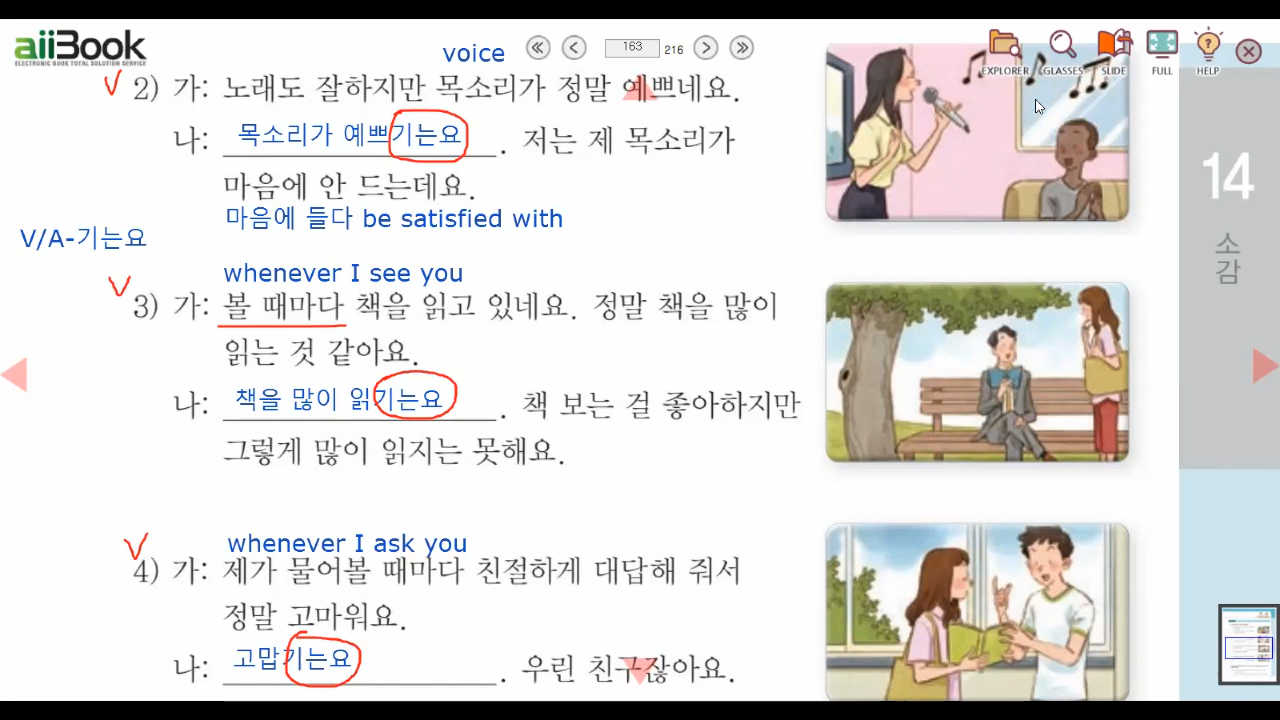 aiiBook
ELECTRONIC BOOK TOTAL SOLUTION SERVICE
163 216
EXPLORER GLASSES SLIDE FULL HELP
voice
2) 가: 노래도 잘하지만 목소리가 정말 예쁘네요.
나: 목소리가 예쁘기는요. 저는 제 목소리가
마음에 안 드는데요.
마음에 들다 be satisfied with
V/A-기는요
whenever I see you
3) 가: 볼 때마다 책을 읽고 있네요. 정말 책을 많이
읽는 것 같아요.
나: 책을 많이 읽기는요. 책 보는 걸 좋아하지만
그렇게 많이 읽지는 못해요.
whenever I ask you
4) 가: 제가 물어볼 때마다 친절하게 대답해 줘서
정말 고마워요.
나: 고맙기는요. 우린 친구잖아요.
14
소
감